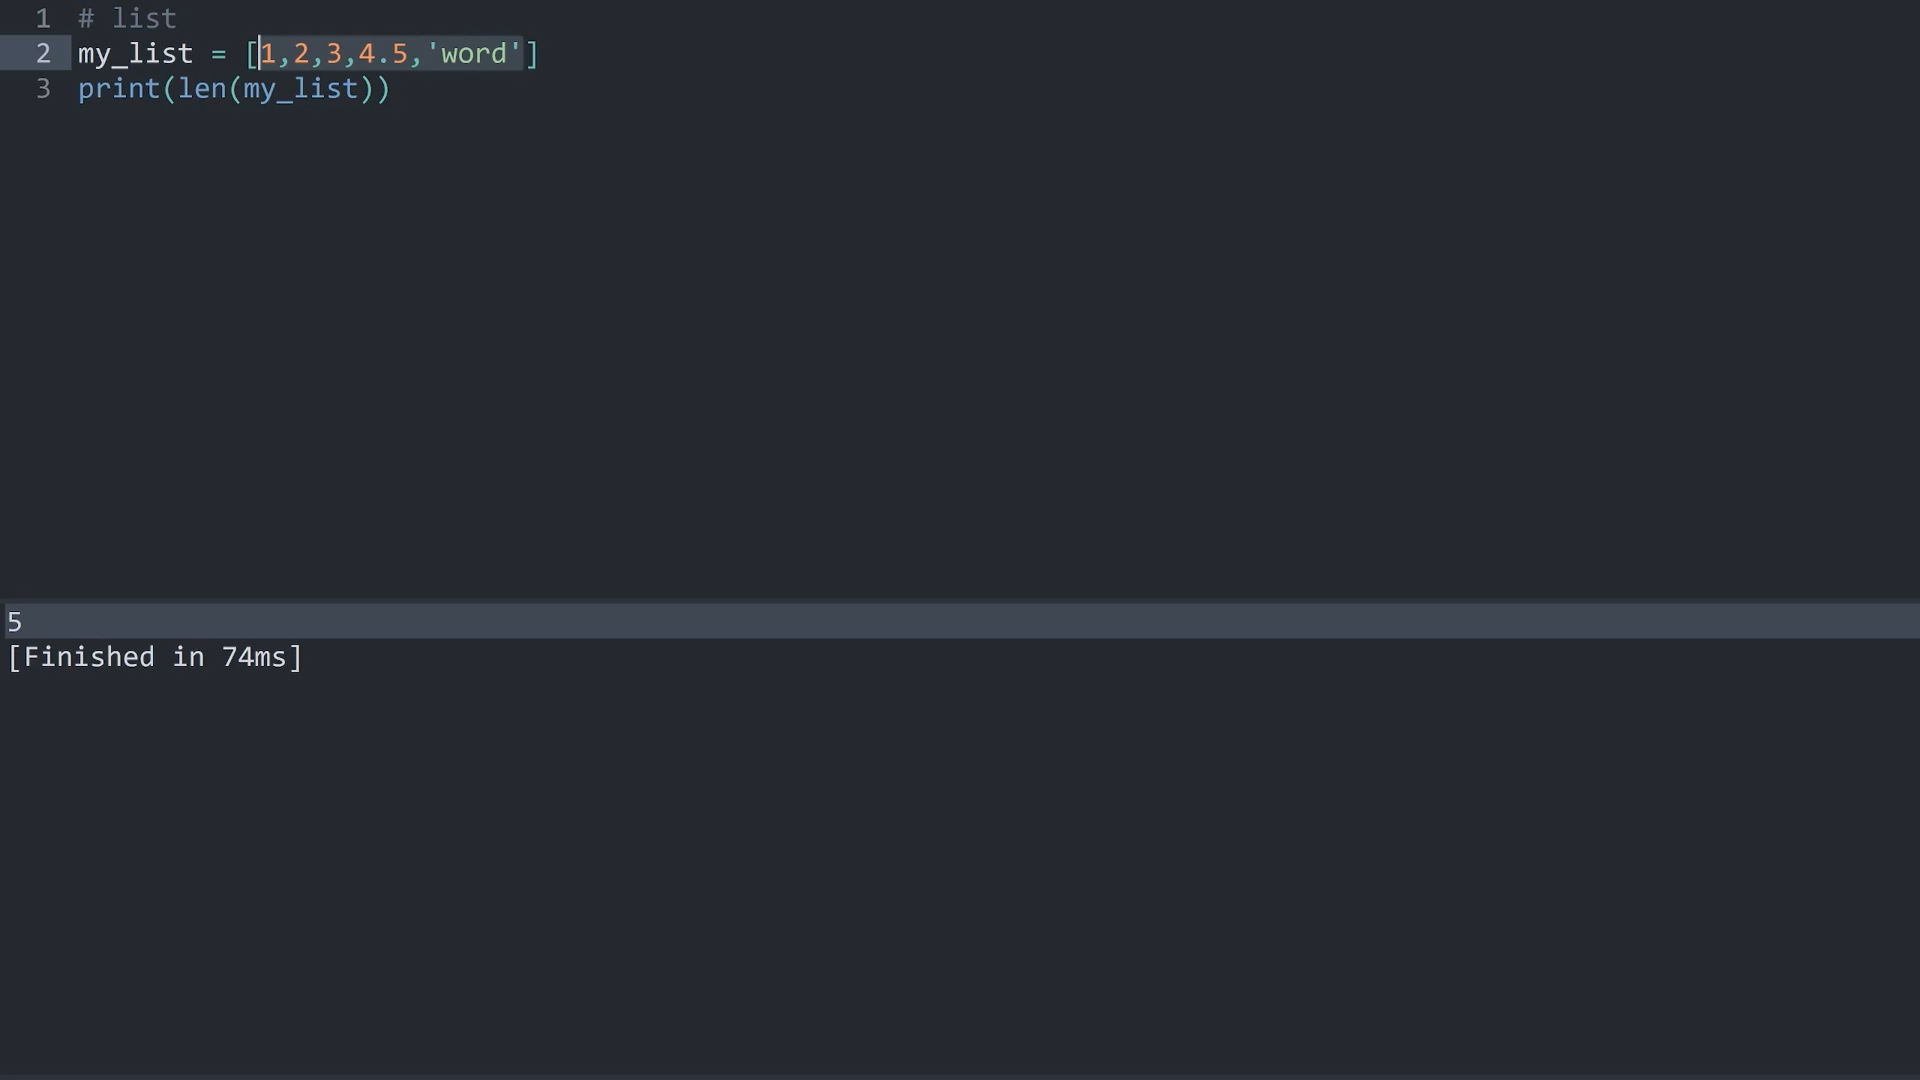 1 # list
2 my_list = [1,2,3,4.5,'word']
3 print(len(my_list))
5
[Finished in 74ms]